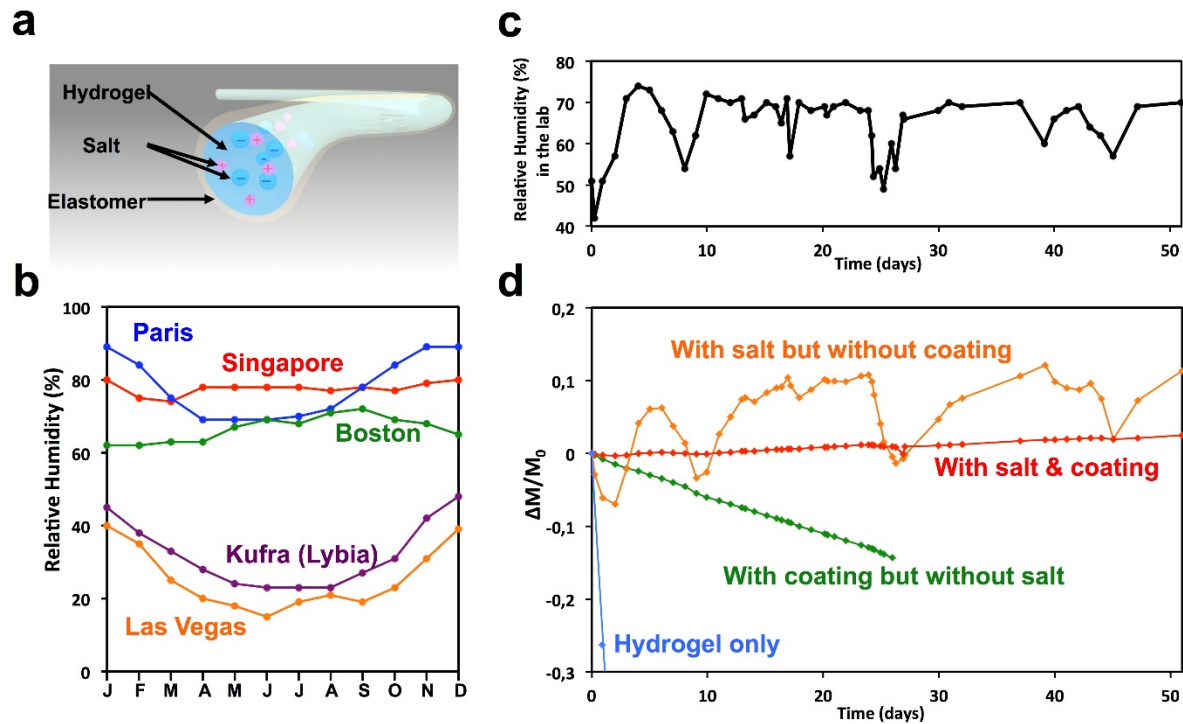 a
Hydrogel
Salt
Elastomer
+
−
b
Relative Humidity (%)
100
80
60
40
20
0
Paris
Singapore
Boston
Kufra (Lybia)
Las Vegas
J F M A M J J A S O N D
c
Relative Humidity (%)
in the lab
80
70
60
50
40
0 10 20 30 40 50
Time (days)
d
ΔM/M₀
0,2
0,1
0
-0,1
-0,2
-0,3
With salt but without coating
With salt & coating
With coating but without salt
Hydrogel only
0 10 20 30 40 50
Time (days)